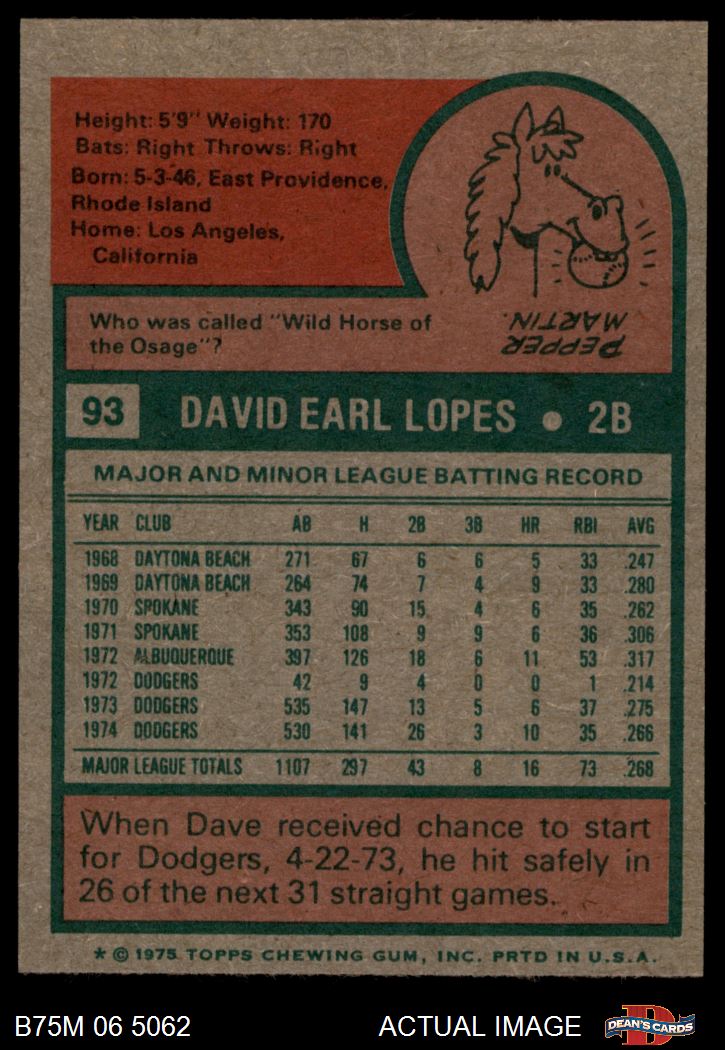 Height: 5'9" Weight: 170
Bats: Right Throws: Right
Born: 5-3-46, East Providence,
Rhode Island
Home: Los Angeles,
California
Who was called "Wild Horse of
the Osage"?
PEPPER
MARTIN.
93 DAVID EARL LOPES • 2B
MAJOR AND MINOR LEAGUE BATTING RECORD
YEAR CLUB AB H 2B 3B HR RBI AVG
1968 DAYTONA BEACH 271 67 6 6 5 33 .247
1969 DAYTONA BEACH 264 74 7 4 9 33 .280
1970 SPOKANE 343 90 15 4 6 35 .262
1971 SPOKANE 353 108 9 9 6 36 .306
1972 ALBUQUERQUE 397 126 18 6 11 53 .317
1972 DODGERS 42 9 4 0 0 1 .214
1973 DODGERS 535 147 13 5 6 37 .275
1974 DODGERS 530 141 26 3 10 35 .266
MAJOR LEAGUE TOTALS 1107 297 43 8 16 73 .268
When Dave received chance to start
for Dodgers, 4-22-73, he hit safely in
26 of the next 31 straight games.
* © 1975 TOPPS CHEWING GUM, INC. PRTD IN U.S.A.
B75M 06 5062 ACTUAL IMAGE
D
DEAN'S CARDS